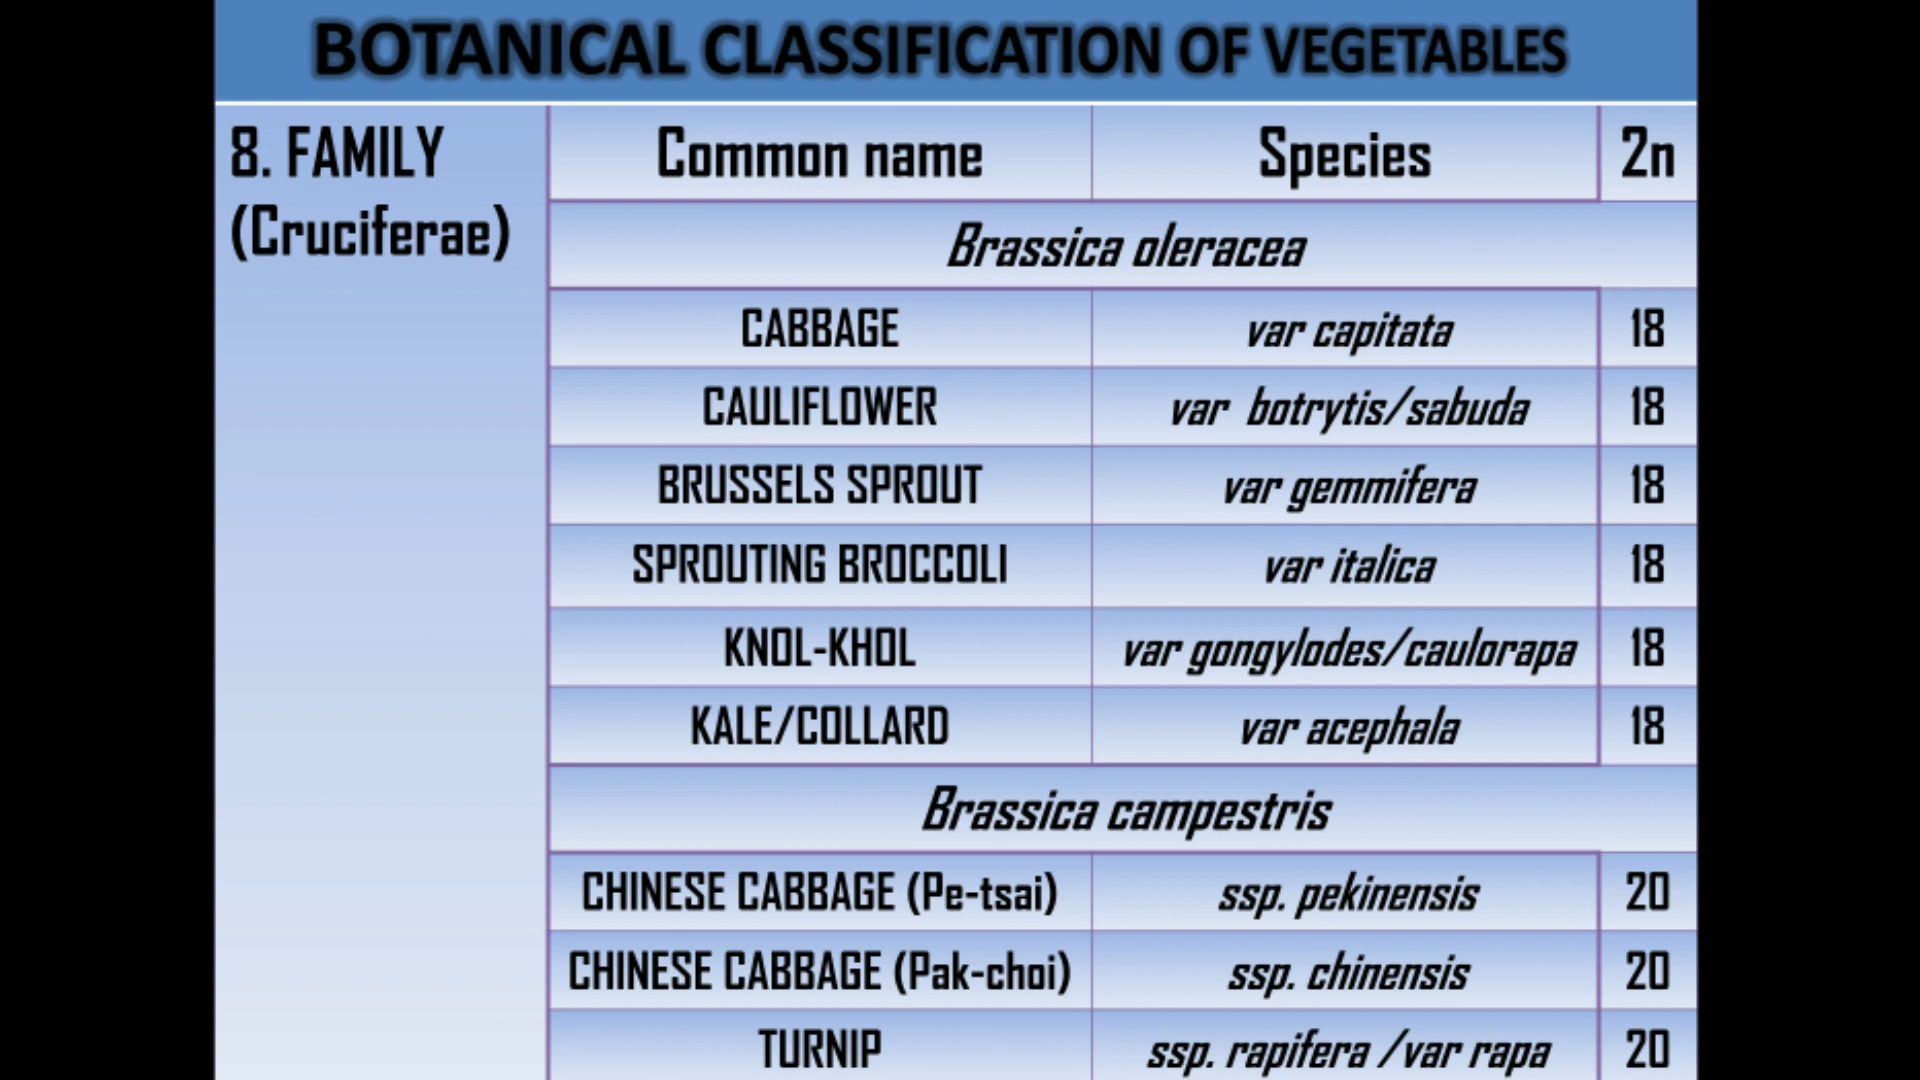 BOTANICAL CLASSIFICATION OF VEGETABLES
8. FAMILY
(Cruciferae)
Common name Species 2n
Brassica oleracea
CABBAGE var capitata 18
CAULIFLOWER var botrytis/sabuda 18
BRUSSELS SPROUT var gemmifera 18
SPROUTING BROCCOLI var italica 18
KNOL-KHOL var gongylodes/caulorapa 18
KALE/COLLARD var acephala 18
Brassica campestris
CHINESE CABBAGE (Pe-tsai) ssp. pekinensis 20
CHINESE CABBAGE (Pak-choi) ssp. chinensis 20
TURNIP ssp. rapifera /var rapa 20